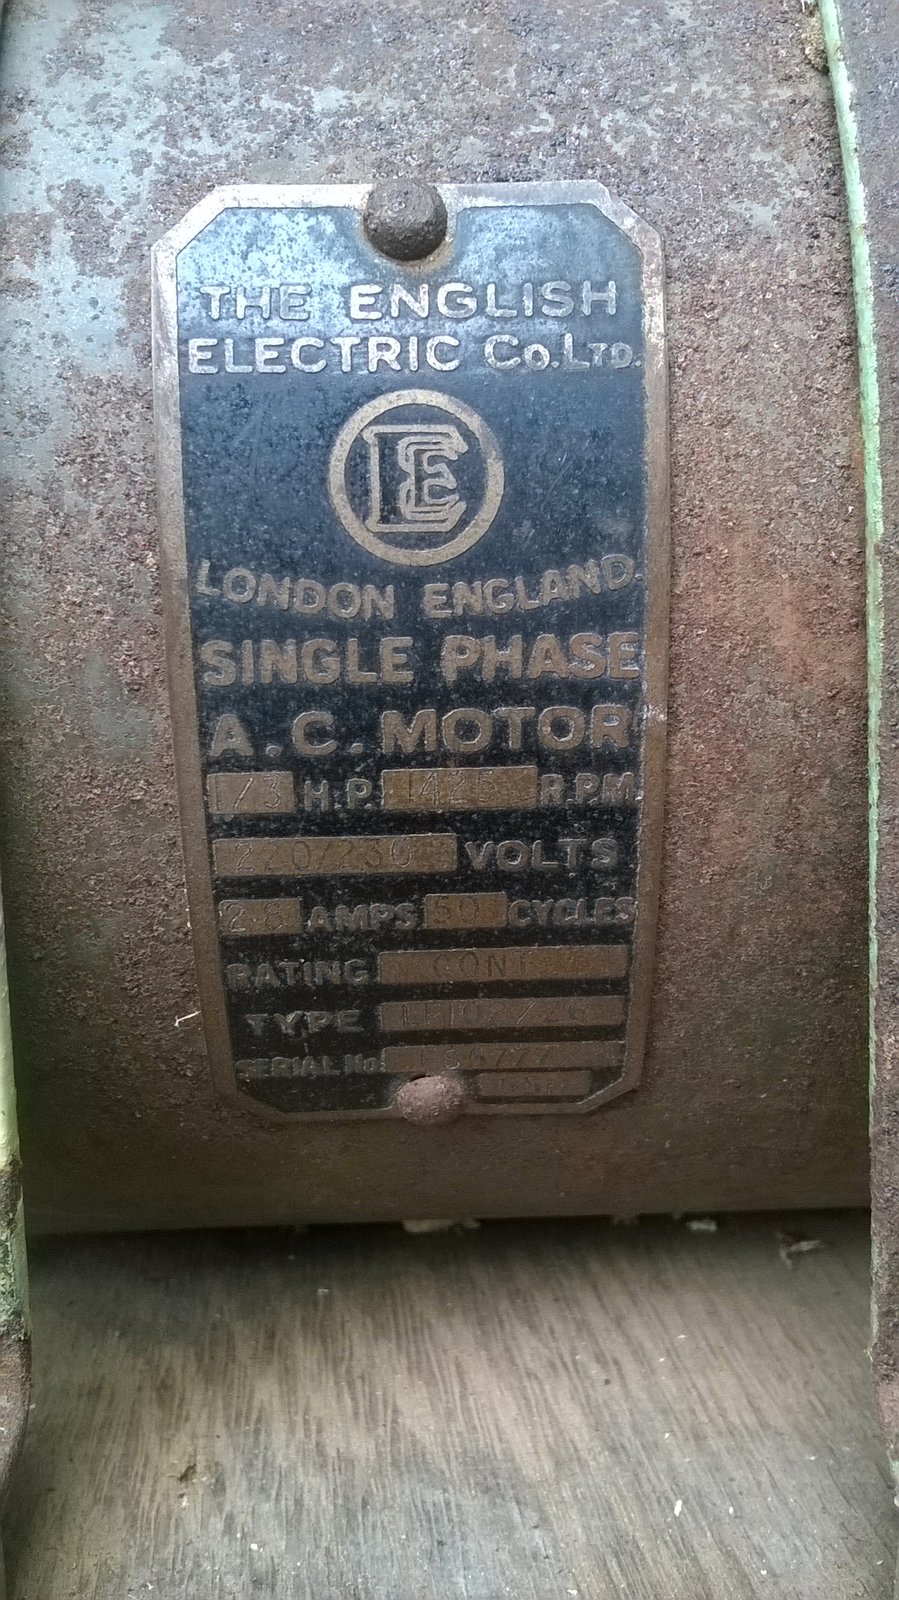 THE ENGLISH
ELECTRIC Co. LTD.
EE
LONDON ENGLAND.
SINGLE PHASE
A.C. MOTOR
1/3 H.P. 1425 R.P.M
220/230 VOLTS
2·8 AMPS 50 CYCLES
RATING CONT
TYPE
SERIAL No.